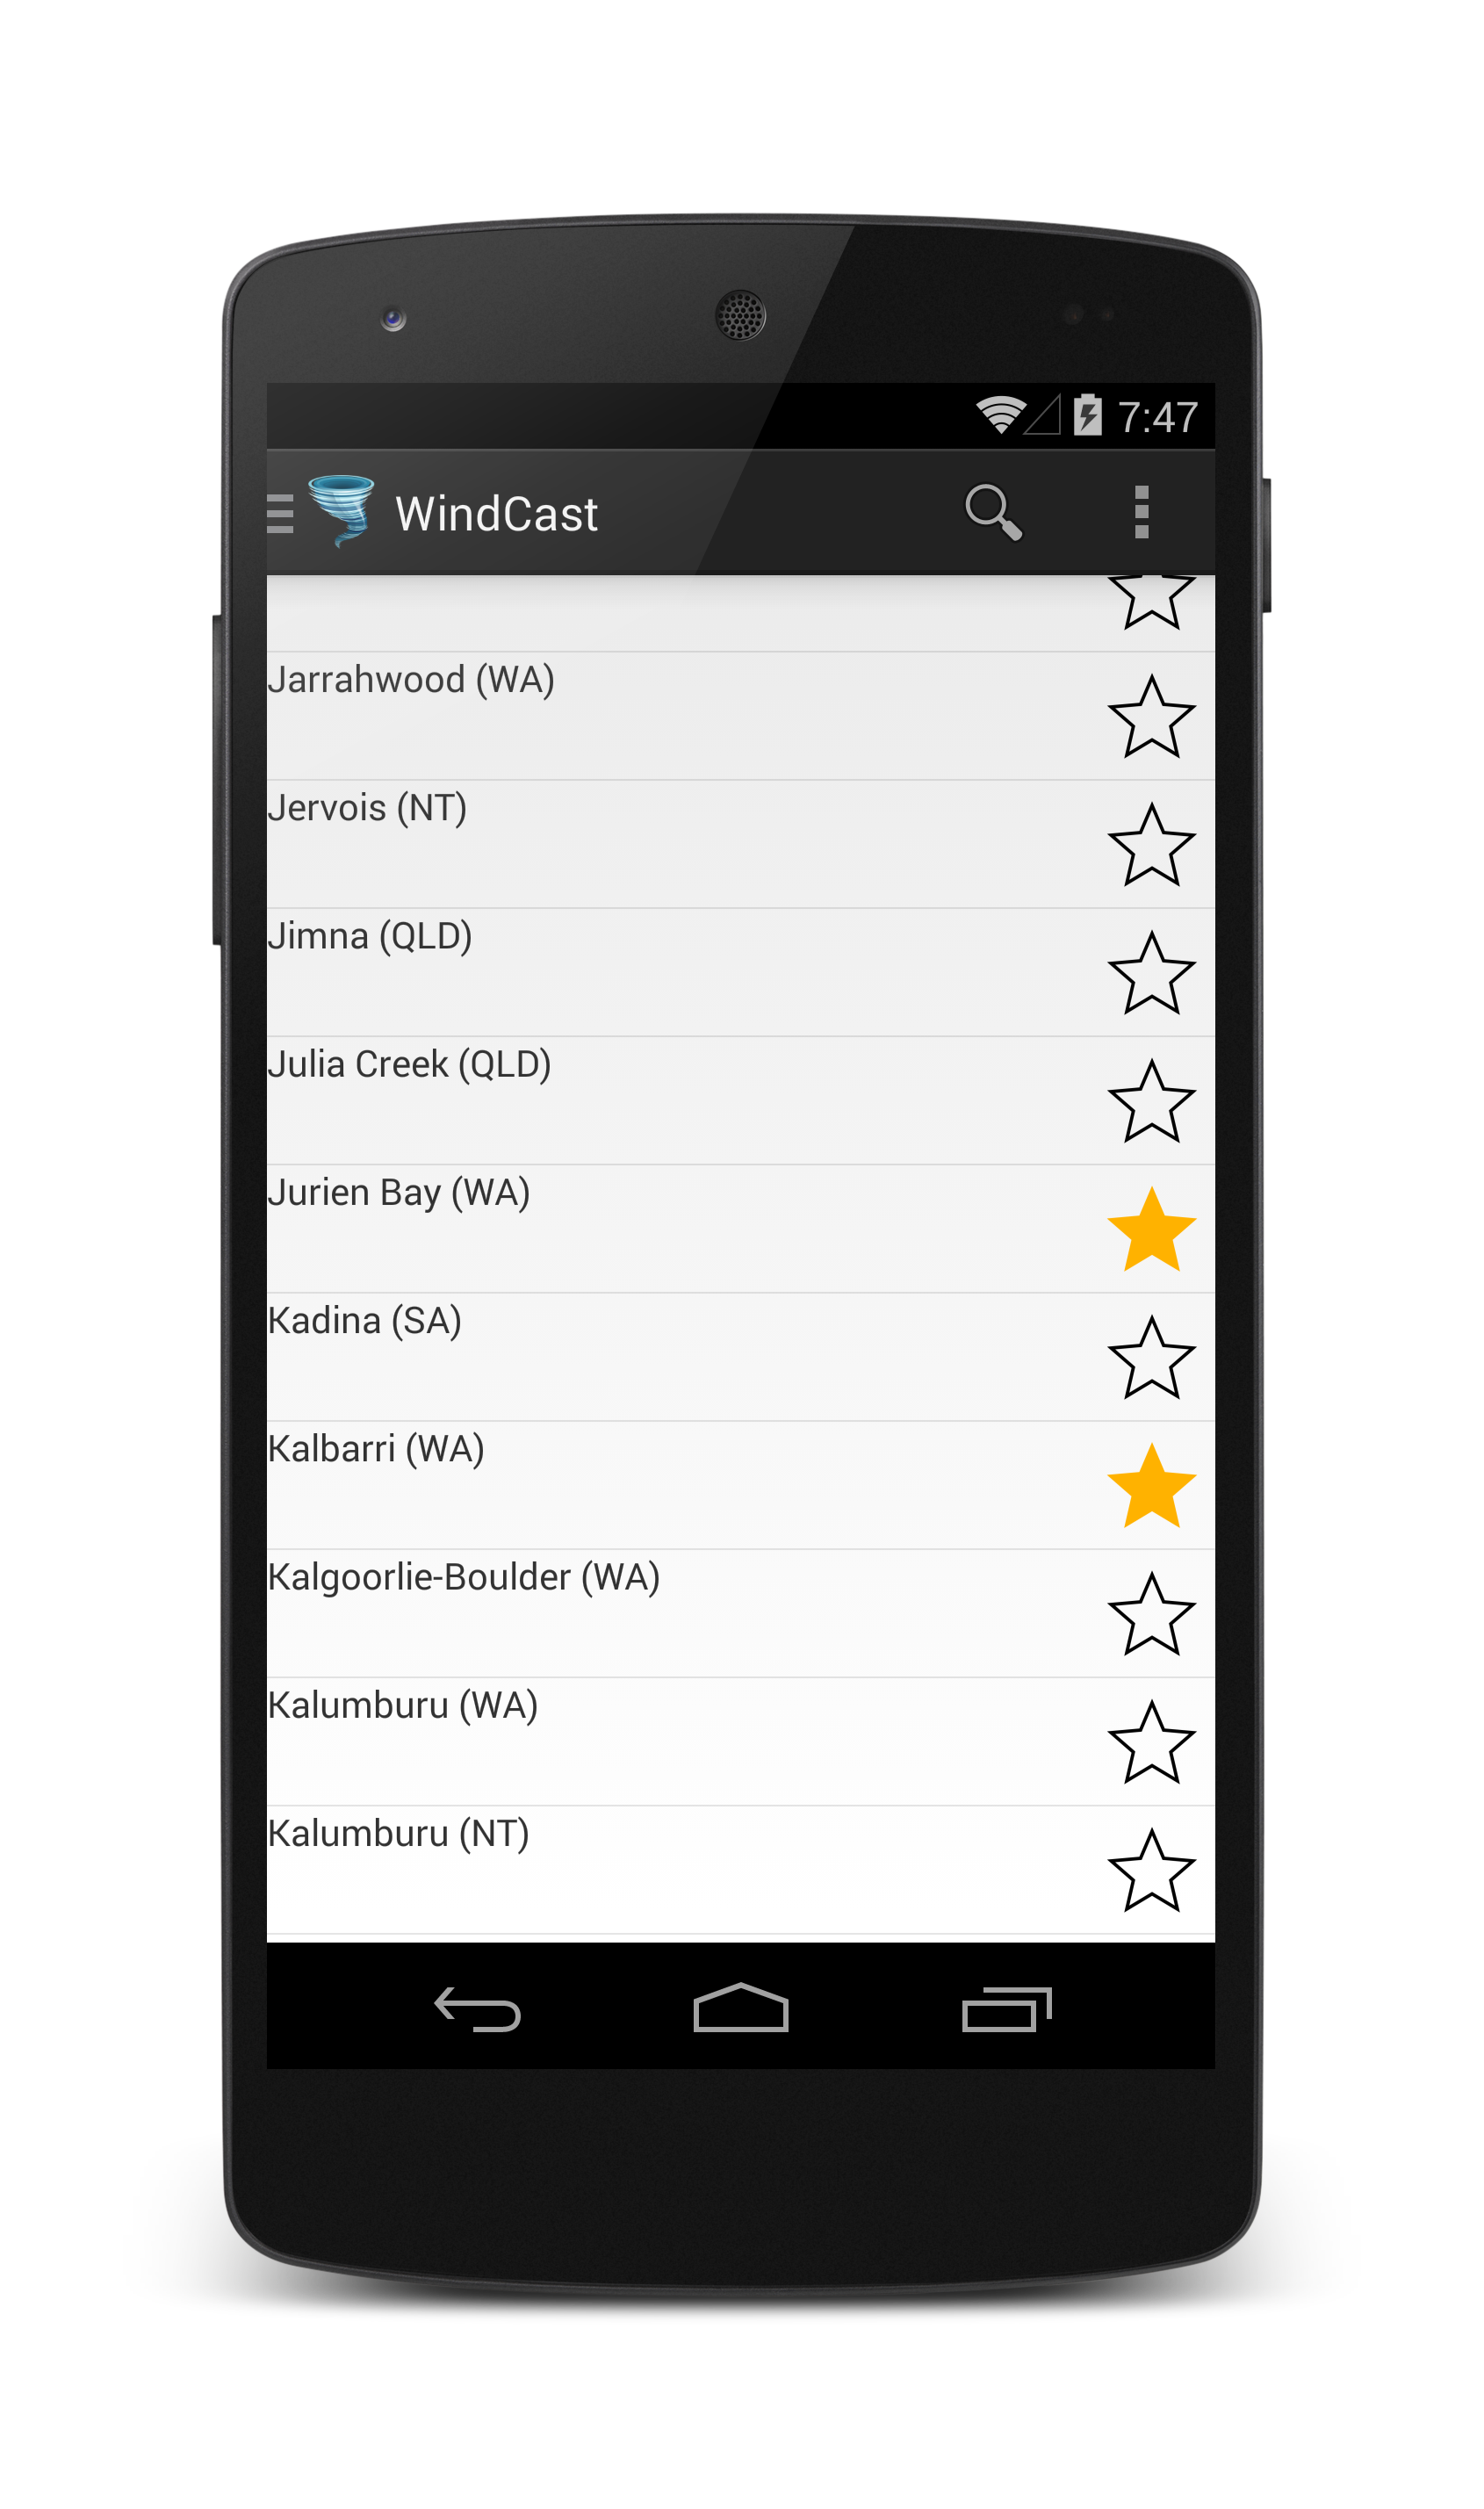 7:47
WindCast
Jarrahwood (WA)
Jervois (NT)
Jimna (QLD)
Julia Creek (QLD)
Jurien Bay (WA)
Kadina (SA)
Kalbarri (WA)
Kalgoorlie-Boulder (WA)
Kalumburu (WA)
Kalumburu (NT)